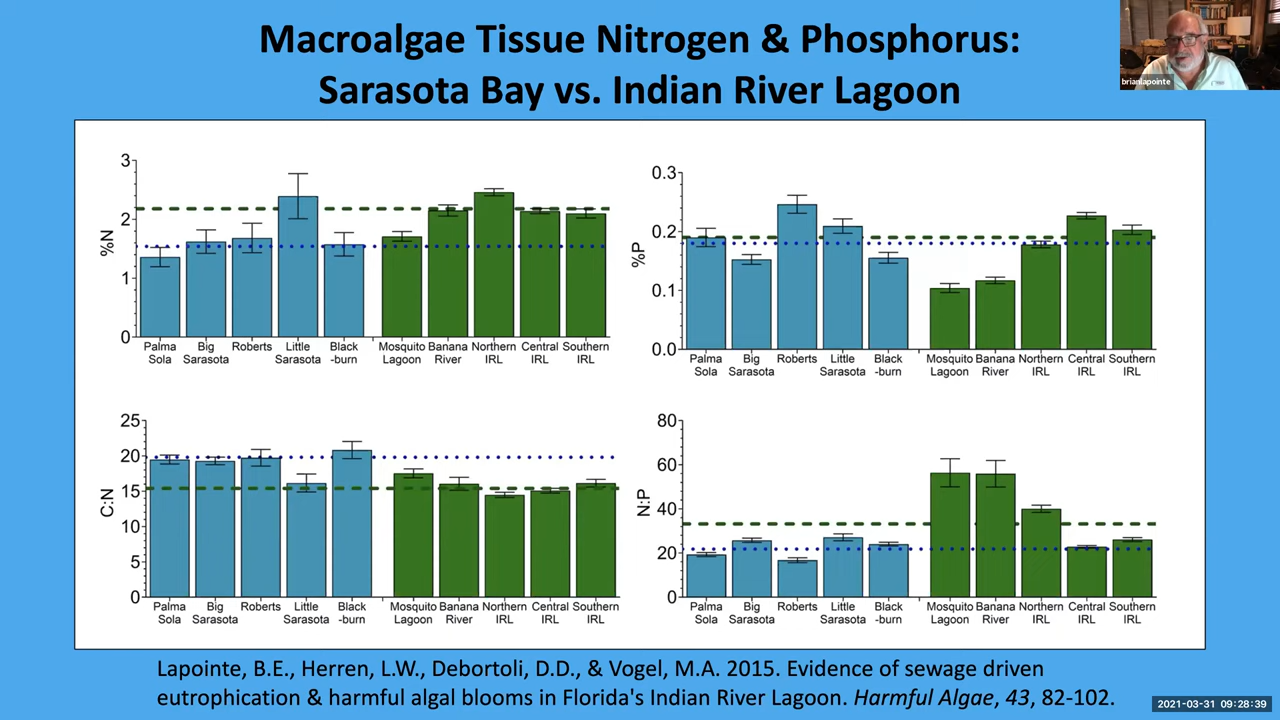 Macroalgae Tissue Nitrogen & Phosphorus:
Sarasota Bay vs. Indian River Lagoon
brianlapointe
3
2
1
0
%N
Palma Sola
Big Sarasota
Roberts
Little Sarasota
Black -burn
Mosquito Lagoon
Banana River
Northern IRL
Central IRL
Southern IRL
0.3
0.2
0.1
0.0
%P
Palma Sola
Big Sarasota
Roberts
Little Sarasota
Black -burn
Mosquito Lagoon
Banana River
Northern IRL
Central IRL
Southern IRL
25
20
15
10
5
0
C:N
Palma Sola
Big Sarasota
Roberts
Little Sarasota
Black -burn
Mosquito Lagoon
Banana River
Northern IRL
Central IRL
Southern IRL
80
60
40
20
0
N:P
Palma Sola
Big Sarasota
Roberts
Little Sarasota
Black -burn
Mosquito Lagoon
Banana River
Northern IRL
Central IRL
Southern IRL
Lapointe, B.E., Herren, L.W., Debortoli, D.D., & Vogel, M.A. 2015. Evidence of sewage driven
eutrophication & harmful algal blooms in Florida's Indian River Lagoon. Harmful Algae, 43, 82-102.
2021-03-31 09:28:39